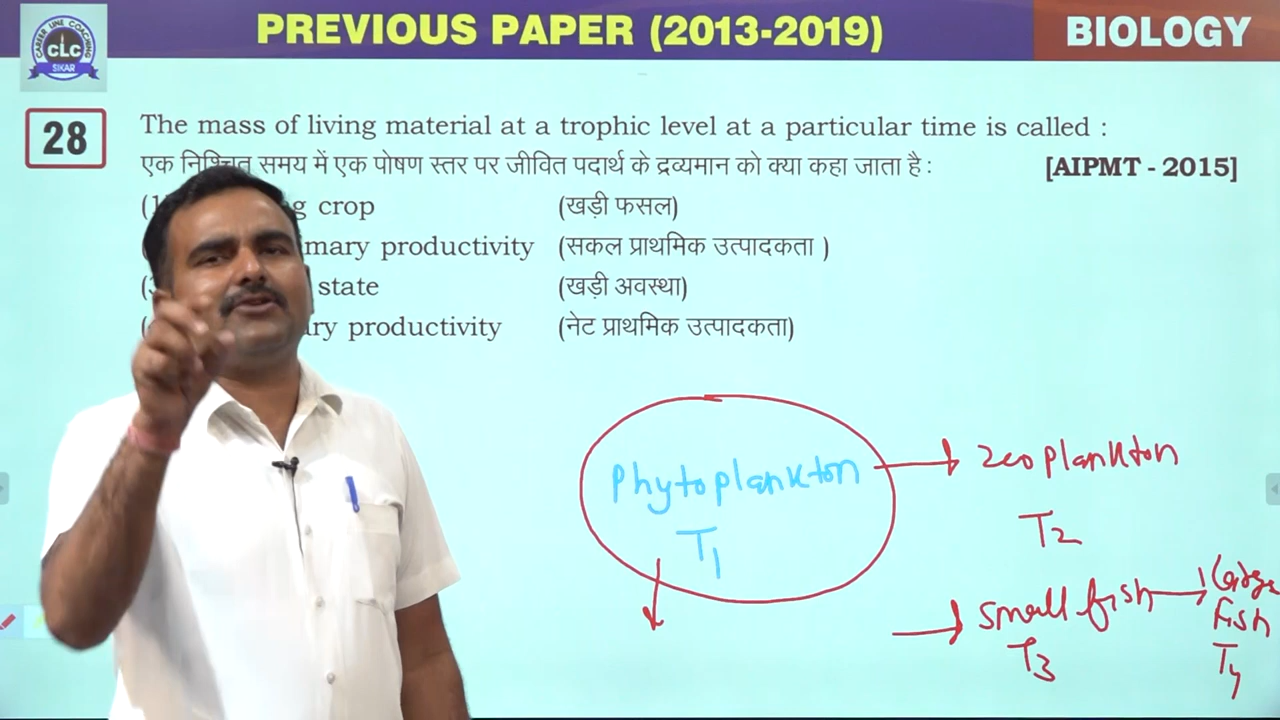 PREVIOUS PAPER (2013-2019)
BIOLOGY
CAREER LINE COACHING
CLC
SIKAR
28
The mass of living material at a trophic level at a particular time is called :
एक निश्चित समय में एक पोषण स्तर पर जीवित पदार्थ के द्रव्यमान को क्या कहा जाता है :
[AIPMT - 2015]
crop (खड़ी फसल)
productivity (सकल प्राथमिक उत्पादकता )
state (खड़ी अवस्था)
productivity (नेट प्राथमिक उत्पादकता)
Phytoplankton
T1
zooplankton
T2
small fish
T3
fish
T4